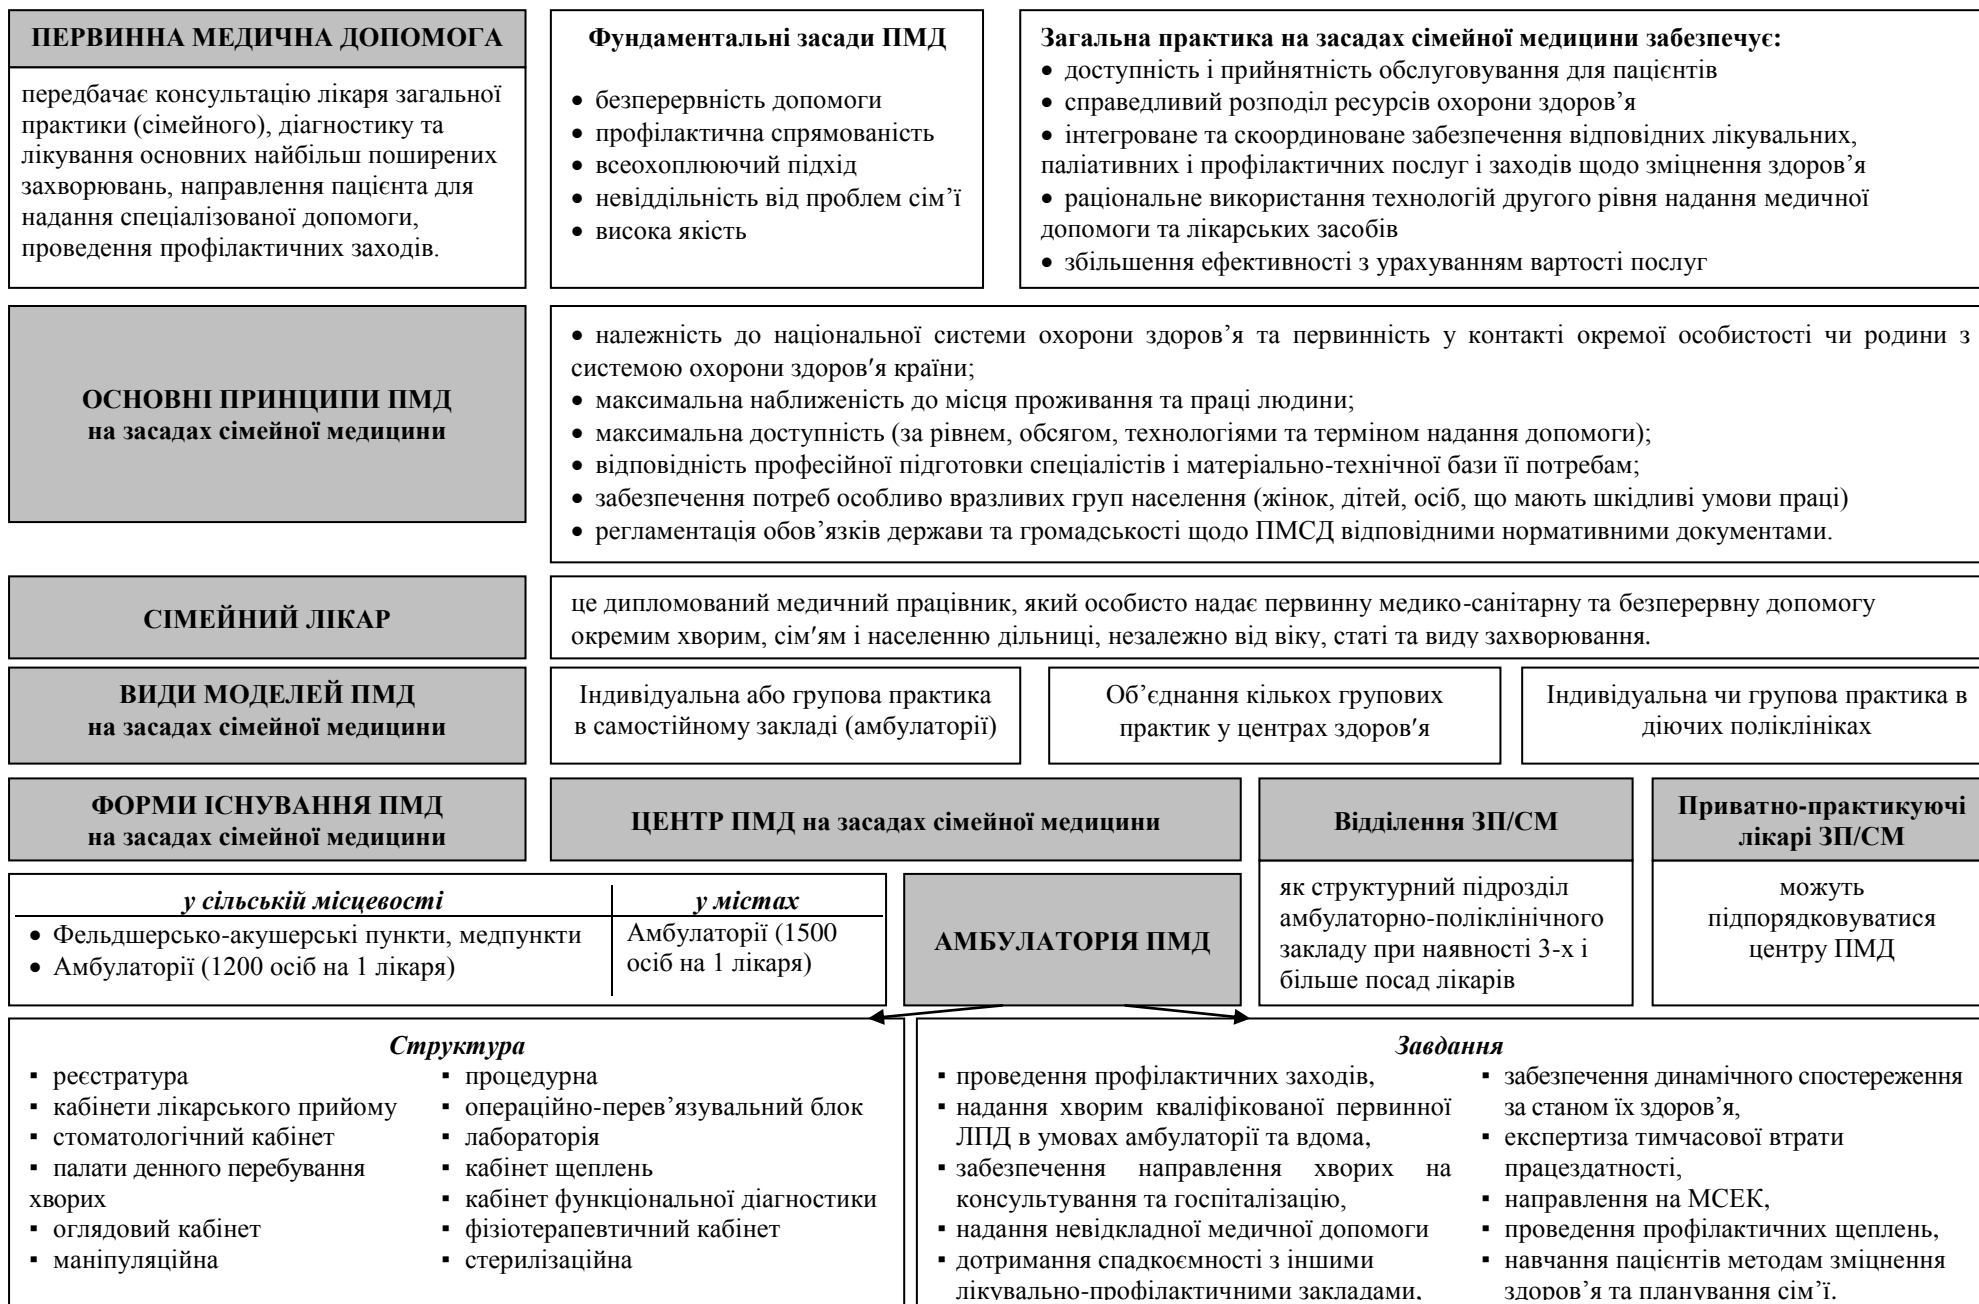 ПЕРВИННА МЕДИЧНА ДОПОМОГА
передбачає консультацію лікаря загальної
практики (сімейного), діагностику та
лікування основних найбільш поширених
захворювань, направлення пацієнта для
надання спеціалізованої допомоги,
проведення профілактичних заходів.
Фундаментальні засади ПМД
• безперервність допомоги
• профілактична спрямованість
• всеохоплюючий підхід
• невіддільність від проблем сім’ї
• висока якість
Загальна практика на засадах сімейної медицини забезпечує:
• доступність і прийнятність обслуговування для пацієнтів
• справедливий розподіл ресурсів охорони здоров’я
• інтегроване та скоординоване забезпечення відповідних лікувальних,
паліативних і профілактичних послуг і заходів щодо зміцнення здоров’я
• раціональне використання технологій другого рівня надання медичної
допомоги та лікарських засобів
• збільшення ефективності з урахуванням вартості послуг
ОСНОВНІ ПРИНЦИПИ ПМД
на засадах сімейної медицини
• належність до національної системи охорони здоров’я та первинність у контакті окремої особистості чи родини з
системою охорони здоров′я країни;
• максимальна наближеність до місця проживання та праці людини;
• максимальна доступність (за рівнем, обсягом, технологіями та терміном надання допомоги);
• відповідність професійної підготовки спеціалістів і матеріально-технічної бази її потребам;
• забезпечення потреб особливо вразливих груп населення (жінок, дітей, осіб, що мають шкідливі умови праці)
• регламентація обов’язків держави та громадськості щодо ПМСД відповідними нормативними документами.
СІМЕЙНИЙ ЛІКАР
це дипломований медичний працівник, який особисто надає первинну медико-санітарну та безперервну допомогу
окремим хворим, сім′ям і населенню дільниці, незалежно від віку, статі та виду захворювання.
ВИДИ МОДЕЛЕЙ ПМД
на засадах сімейної медицини
Індивідуальна або групова практика
в самостійному закладі (амбулаторії)
Об’єднання кількох групових
практик у центрах здоров′я
Індивідуальна чи групова практика в
діючих поліклініках
ФОРМИ ІСНУВАННЯ ПМД
на засадах сімейної медицини
ЦЕНТР ПМД на засадах сімейної медицини
Відділення ЗП/СМ
Приватно-практикуючі
лікарі ЗП/СМ
у сільській місцевості
• Фельдшерсько-акушерські пункти, медпункти
• Амбулаторії (1200 осіб на 1 лікаря)
у містах
Амбулаторії (1500
осіб на 1 лікаря)
АМБУЛАТОРІЯ ПМД
як структурний підрозділ
амбулаторно-поліклінічного
закладу при наявності 3-х і
більше посад лікарів
можуть
підпорядковуватися
центру ПМД
Структура
▪ реєстратура
▪ кабінети лікарського прийому
▪ стоматологічний кабінет
▪ палати денного перебування
хворих
▪ оглядовий кабінет
▪ маніпуляційна
▪ процедурна
▪ операційно-перев’язувальний блок
▪ лабораторія
▪ кабінет щеплень
▪ кабінет функціональної діагностики
▪ фізіотерапевтичний кабінет
▪ стерилізаційна
Завдання
▪ проведення профілактичних заходів,
▪ надання хворим кваліфікованої первинної
ЛПД в умовах амбулаторії та вдома,
▪ забезпечення направлення хворих на
консультування та госпіталізацію,
▪ надання невідкладної медичної допомоги
▪ дотримання спадкоємності з іншими
лікувально-профілактичними закладами,
▪ забезпечення динамічного спостереження
за станом їх здоров’я,
▪ експертиза тимчасової втрати
працездатності,
▪ направлення на МСЕК,
▪ проведення профілактичних щеплень,
▪ навчання пацієнтів методам зміцнення
здоров’я та планування сім’ї.